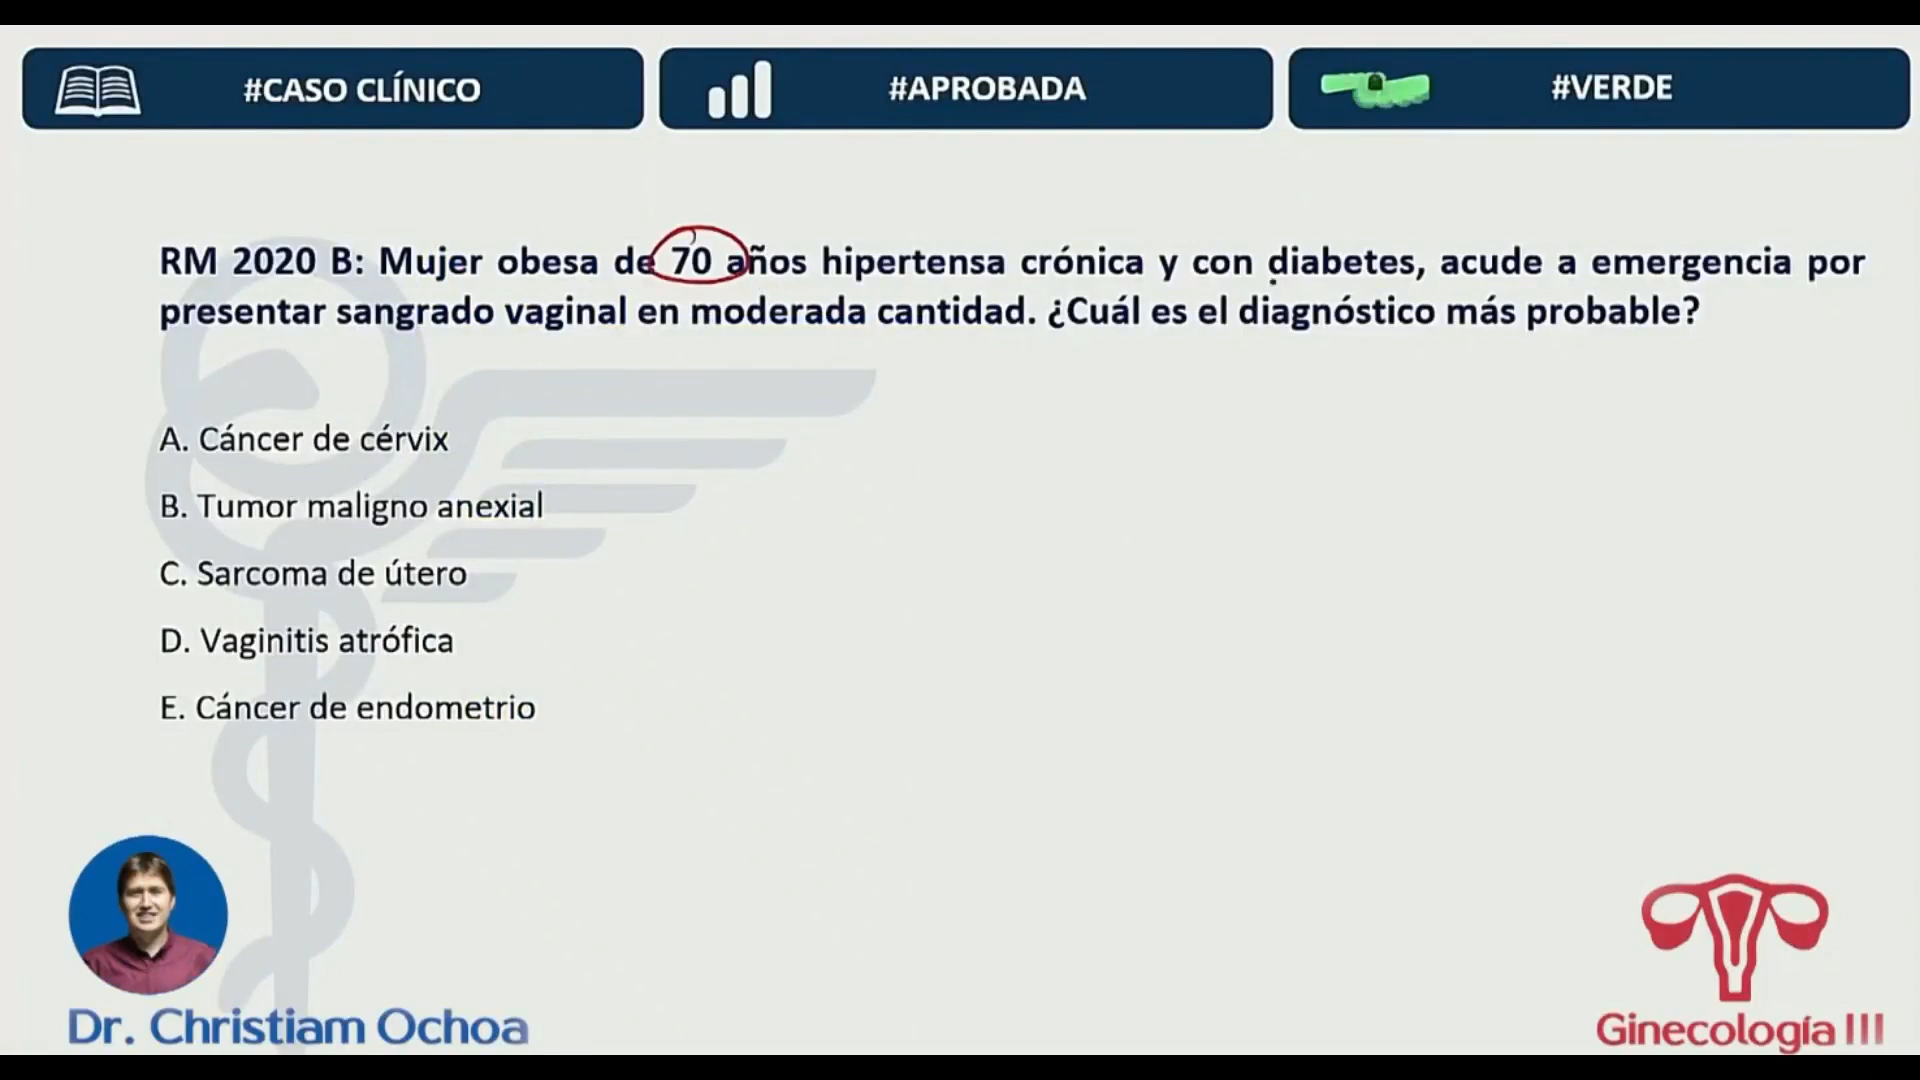 #CASO CLÍNICO
#APROBADA
#VERDE
RM 2020 B: Mujer obesa de 70 años hipertensa crónica y con diabetes, acude a emergencia por
presentar sangrado vaginal en moderada cantidad. ¿Cuál es el diagnóstico más probable?
A. Cáncer de cérvix
B. Tumor maligno anexial
C. Sarcoma de útero
D. Vaginitis atrófica
E. Cáncer de endometrio
Dr. Christiam Ochoa
Ginecología III